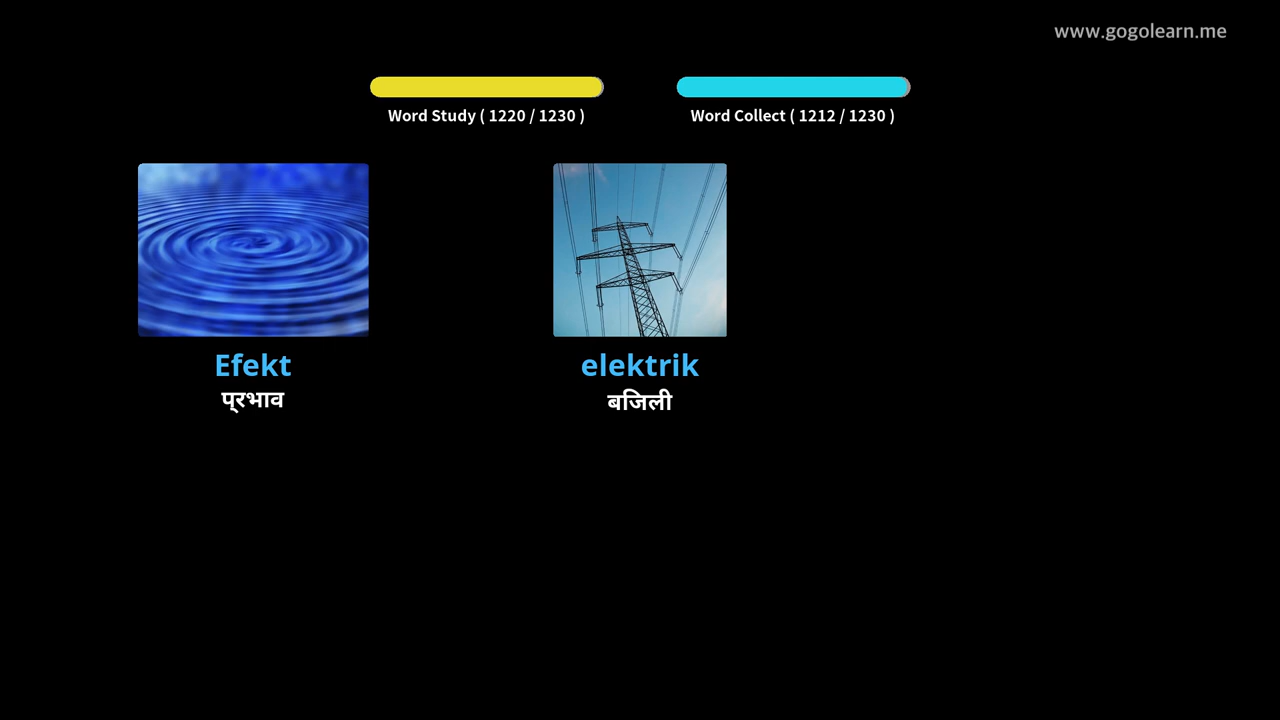 www.gogolearn.me
Word Study ( 1220 / 1230 )
Word Collect ( 1212 / 1230 )
Efekt
प्रभाव
elektrik
बजिली